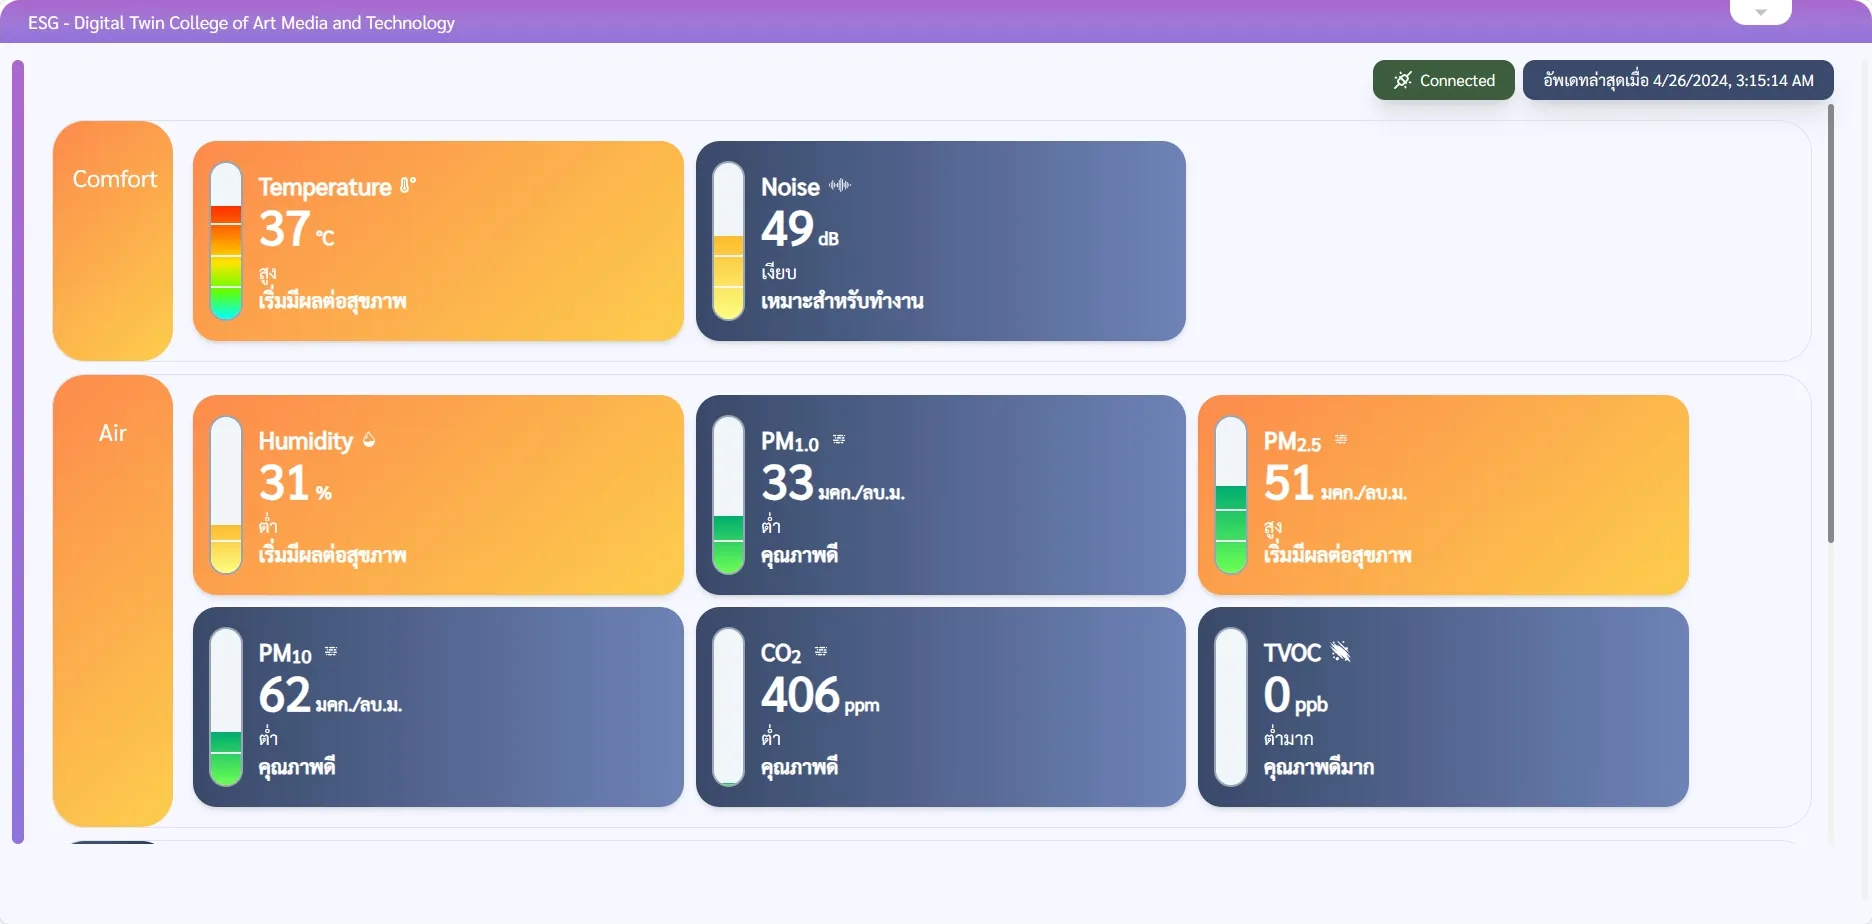 ESG - Digital Twin College of Art Media and Technology
Connected
อัพเดทล่าสุดเมื่อ 4/26/2024, 3:15:14 AM
Comfort
Temperature
37 °C
สูง
เริ่มมีผลต่อสุขภาพ
Noise
49 dB
เงียบ
เหมาะสำหรับทำงาน
Air
Humidity
31 %
ต่ำ
เริ่มมีผลต่อสุขภาพ
PM1.0
33 มคก./ลบ.ม.
ต่ำ
คุณภาพดี
PM2.5
51 มคก./ลบ.ม.
สูง
เริ่มมีผลต่อสุขภาพ
PM10
62 มคก./ลบ.ม.
ต่ำ
คุณภาพดี
CO2
406 ppm
ต่ำ
คุณภาพดี
TVOC
0 ppb
ต่ำมาก
คุณภาพดีมาก